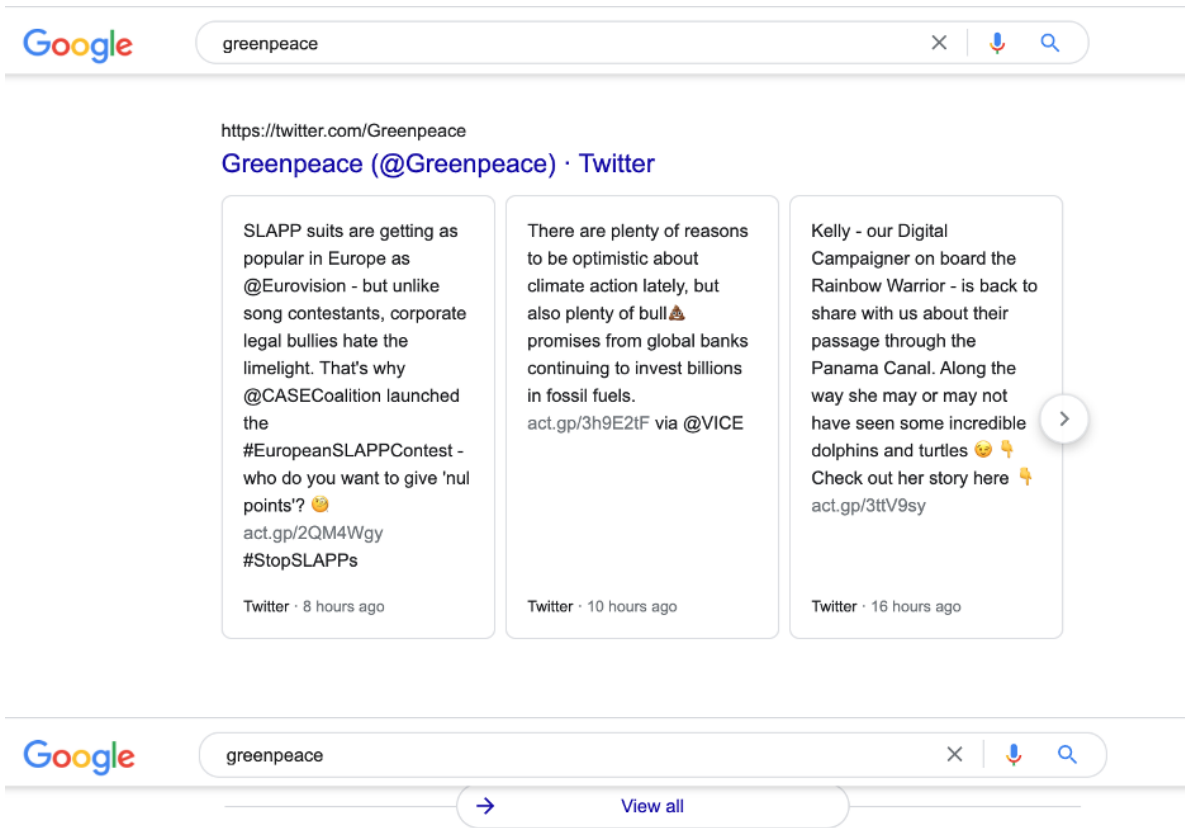 Google
greenpeace
https://twitter.com/Greenpeace
Greenpeace (@Greenpeace) · Twitter
SLAPP suits are getting as
popular in Europe as
@Eurovision - but unlike
song contestants, corporate
legal bullies hate the
limelight. That's why
@CASECoalition launched
the
#EuropeanSLAPPContest -
who do you want to give 'nul
points'? 🧐
act.gp/2QM4Wgy
#StopSLAPPs
Twitter · 8 hours ago
There are plenty of reasons
to be optimistic about
climate action lately, but
also plenty of bull💩
promises from global banks
continuing to invest billions
in fossil fuels.
act.gp/3h9E2tF via @VICE
Twitter · 10 hours ago
Kelly - our Digital
Campaigner on board the
Rainbow Warrior - is back to
share with us about their
passage through the
Panama Canal. Along the
way she may or may not
have seen some incredible
dolphins and turtles 😉 👇
Check out her story here 👇
act.gp/3ttV9sy
Twitter · 16 hours ago
Google
greenpeace
View all